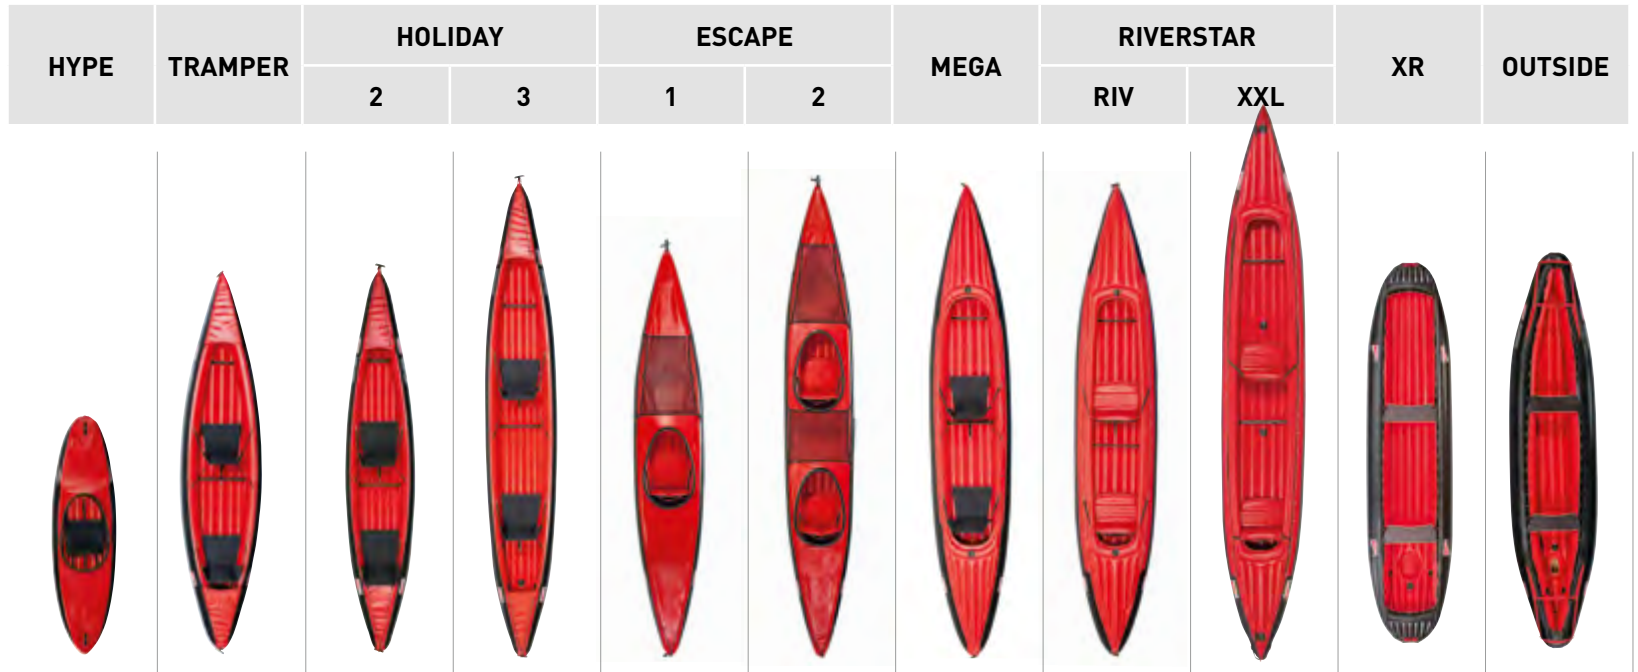 HYPE
TRAMPER
HOLIDAY
2
3
ESCAPE
1
2
MEGA
RIVERSTAR
RIV
XXL
XR
OUTSIDE